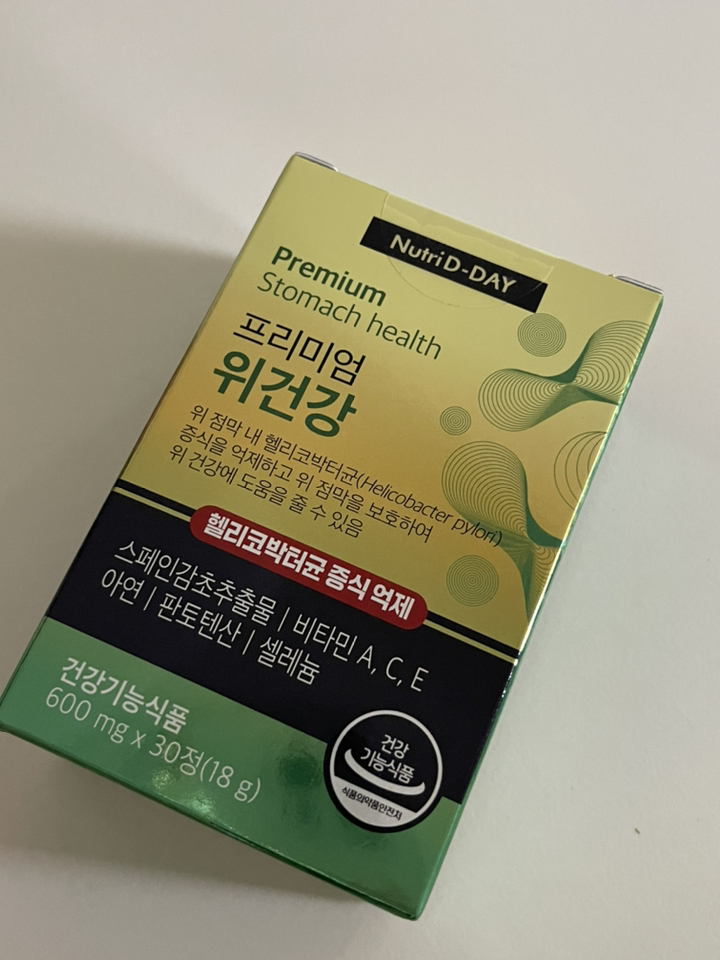 NutriD-DAY
Premium
Stomach health
프리미엄
위건강
위 점막 내 헬리코박터균(Helicobacter pylori)
증식을 억제하고 위 점막을 보호하여
위 건강에 도움을 줄 수 있음
헬리코박터균 증식 억제
스페인감초추출물 | 비타민 A, C, E
아연 | 판토텐산 | 셀레늄
건강기능식품
600 mg x 30정(18 g)
건강
기능식품
식품의약품안전처